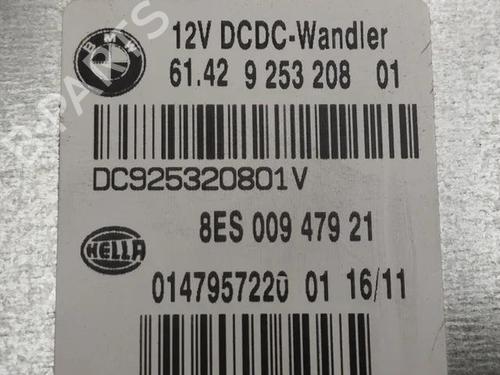 BMW
12V DCDC-Wandler
61.42 9 253 208 01
DC925320801V
8ES 009 479 21
HELLA
0147957220 01 16/11